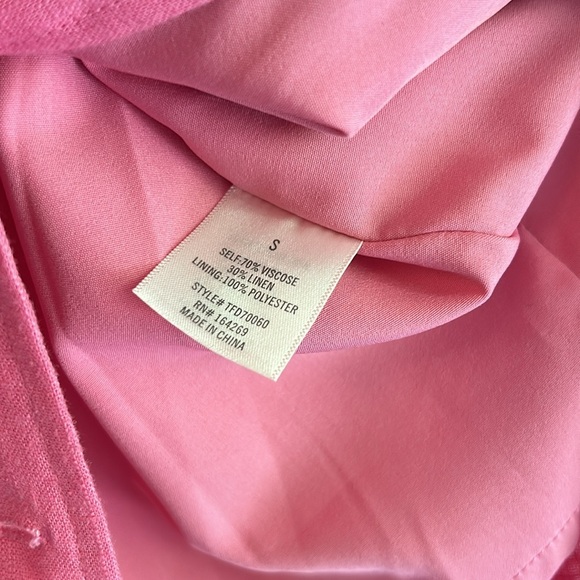 S
SELF:70% VISCOSE
30% LINEN
LINING:100% POLYESTER
STYLE# TFD70060
RN# 164269
MADE IN CHINA